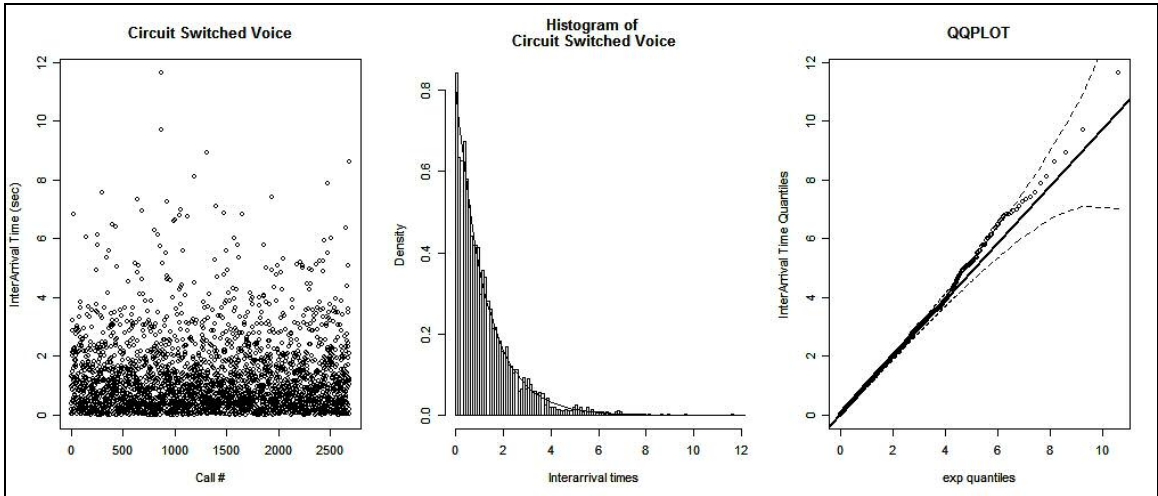 Circuit Switched Voice
InterArrival Time (sec)
12
10
8
6
4
2
0
0 500 1000 1500 2000 2500
Call #
Histogram of
Circuit Switched Voice
Density
0.8
0.6
0.4
0.2
0.0
0 2 4 6 8 10 12
Interarrival times
QQPLOT
InterArrival Time Quantiles
12
10
8
6
4
2
0
0 2 4 6 8 10
exp quantiles